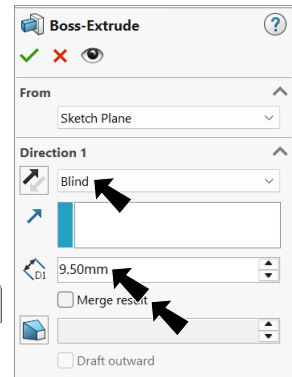 Boss-Extrude
?
From
Sketch Plane
Direction 1
Blind
D1
9.50mm
Merge result
Draft outward